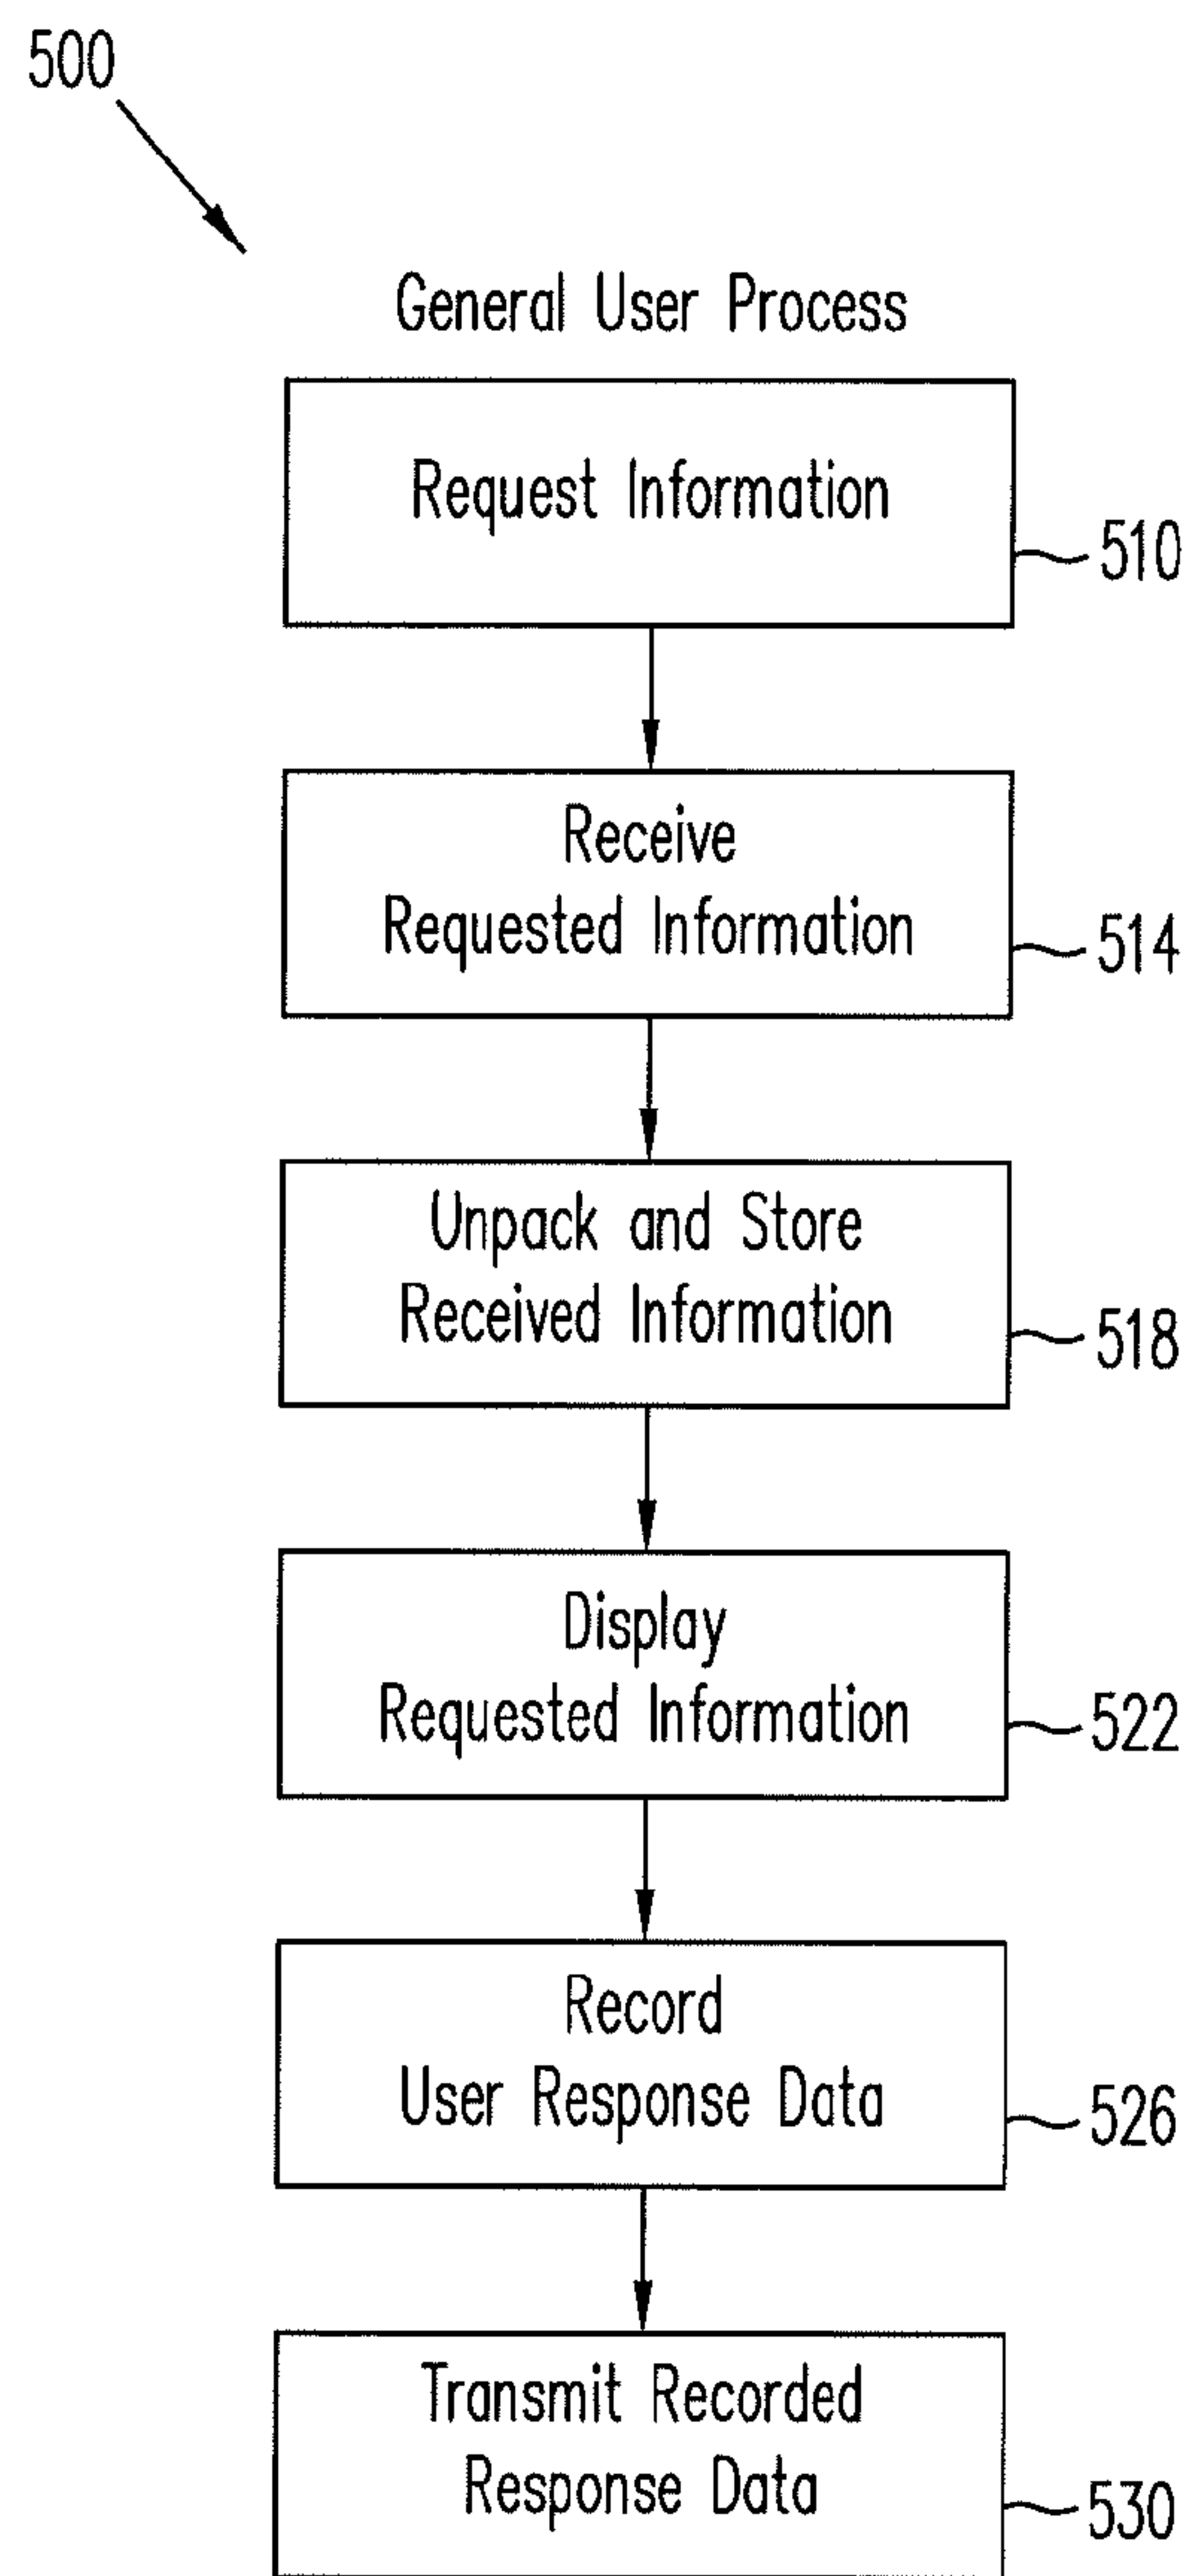 500
General User Process
Request Information
510
Receive
Requested Information
514
Unpack and Store
Received Information
518
Display
Requested Information
522
Record
User Response Data
526
Transmit Recorded
Response Data
530